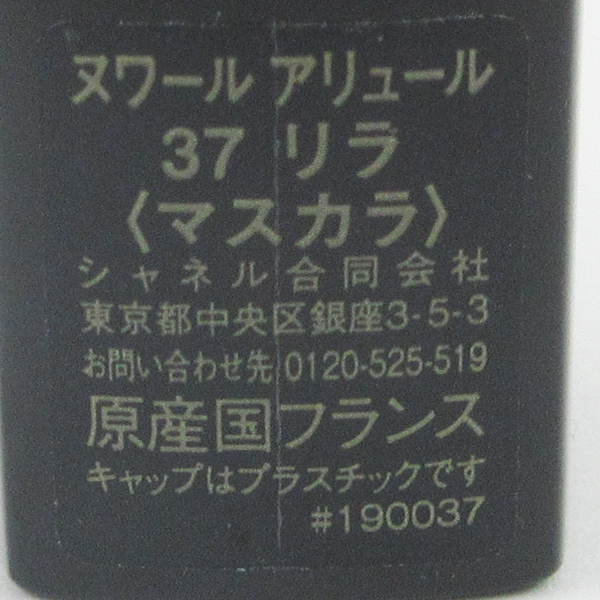 ヌワール アリュール
37 リラ
〈マスカラ〉
シャネル合同会社
東京都中央区銀座3-5-3
お問い合わせ先 0120-525-519
原産国フランス
キャップはプラスチックです
#190037